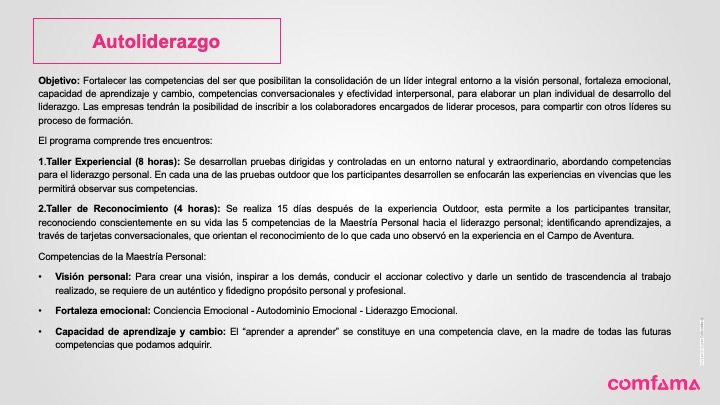 Autoliderazgo
Objetivo: Fortalecer las competencias del ser que posibilitan la consolidación de un líder integral entorno a la visión personal, fortaleza emocional,
capacidad de aprendizaje y cambio, competencias conversacionales y efectividad interpersonal, para elaborar un plan individual de desarrollo del
liderazgo. Las empresas tendrán la posibilidad de inscribir a los colaboradores encargados de liderar procesos, para compartir con otros líderes su
proceso de formación.
El programa comprende tres encuentros:
1.Taller Experiencial (8 horas): Se desarrollan pruebas dirigidas y controladas en un entorno natural y extraordinario, abordando competencias
para el liderazgo personal. En cada una de las pruebas outdoor que los participantes desarrollen se enfocarán las experiencias en vivencias que les
permitirá observar sus competencias.
2.Taller de Reconocimiento (4 horas): Se realiza 15 días después de la experiencia Outdoor, esta permite a los participantes transitar,
reconociendo conscientemente en su vida las 5 competencias de la Maestría Personal hacia el liderazgo personal; identificando aprendizajes, a
través de tarjetas conversacionales, que orientan el reconocimiento de lo que cada uno observó en la experiencia en el Campo de Aventura.
Competencias de la Maestría Personal:
• Visión personal: Para crear una visión, inspirar a los demás, conducir el accionar colectivo y darle un sentido de trascendencia al trabajo
realizado, se requiere de un auténtico y fidedigno propósito personal y profesional.
• Fortaleza emocional: Conciencia Emocional - Autodominio Emocional - Liderazgo Emocional.
• Capacidad de aprendizaje y cambio: El “aprender a aprender” se constituye en una competencia clave, en la madre de todas las futuras
competencias que podamos adquirir.
comfama